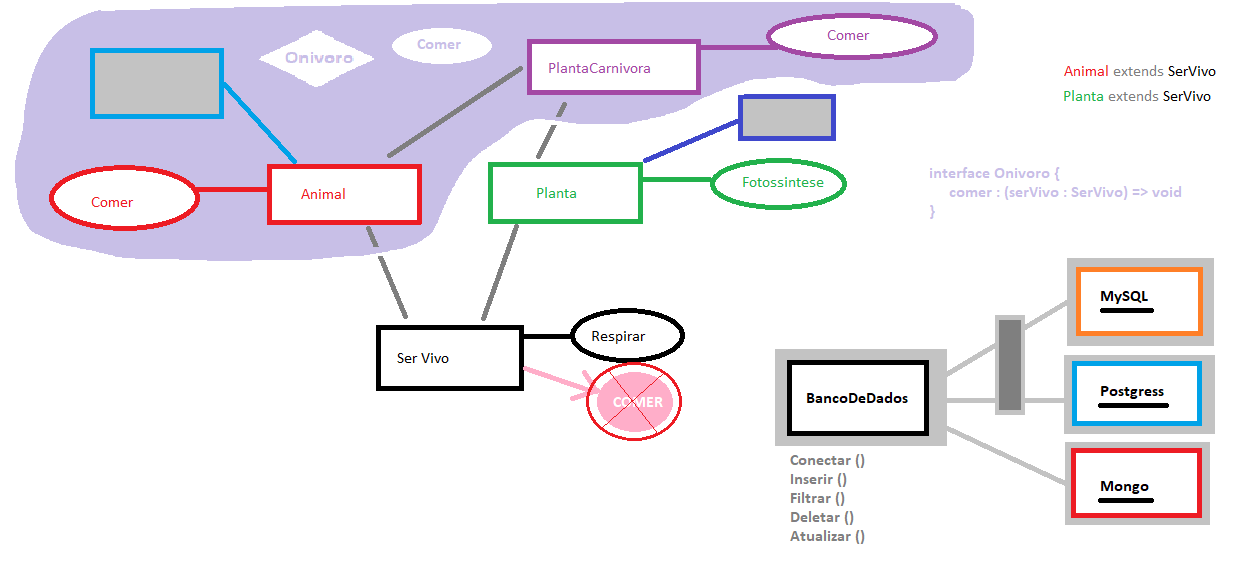 Onivoro
Comer
PlantaCarnivora
Comer
Animal extends SerVivo
Planta extends SerVivo
Comer
Animal
Planta
Fotossintese
interface Onivoro {
comer : (serVivo : SerVivo) => void
}
Ser Vivo
Respirar
COMER
MySQL
BancoDeDados
Postgress
Mongo
Conectar ()
Inserir ()
Filtrar ()
Deletar ()
Atualizar ()